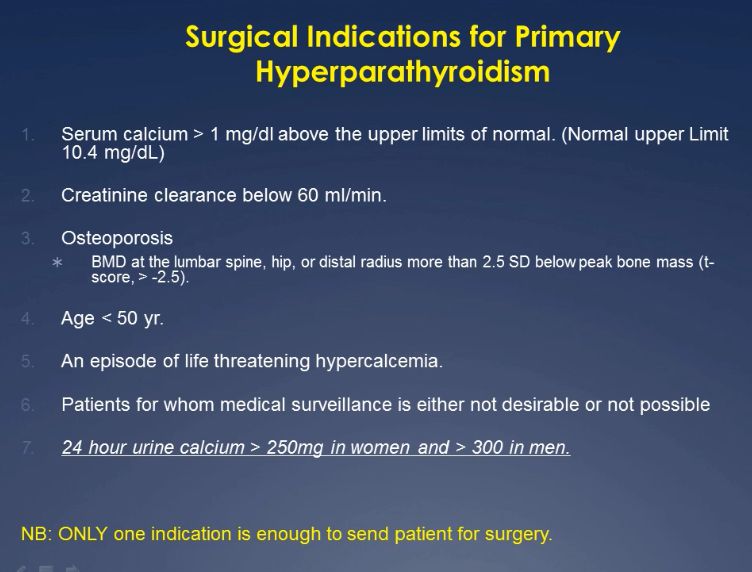 Surgical Indications for Primary
Hyperparathyroidism
1. Serum calcium > 1 mg/dl above the upper limits of normal. (Normal upper Limit
10.4 mg/dL)
2. Creatinine clearance below 60 ml/min.
3. Osteoporosis
* BMD at the lumbar spine, hip, or distal radius more than 2.5 SD below peak bone mass (t-
score, > -2.5).
4. Age < 50 yr.
5. An episode of life threatening hypercalcemia.
6. Patients for whom medical surveillance is either not desirable or not possible
7. 24 hour urine calcium > 250mg in women and > 300 in men.
NB: ONLY one indication is enough to send patient for surgery.